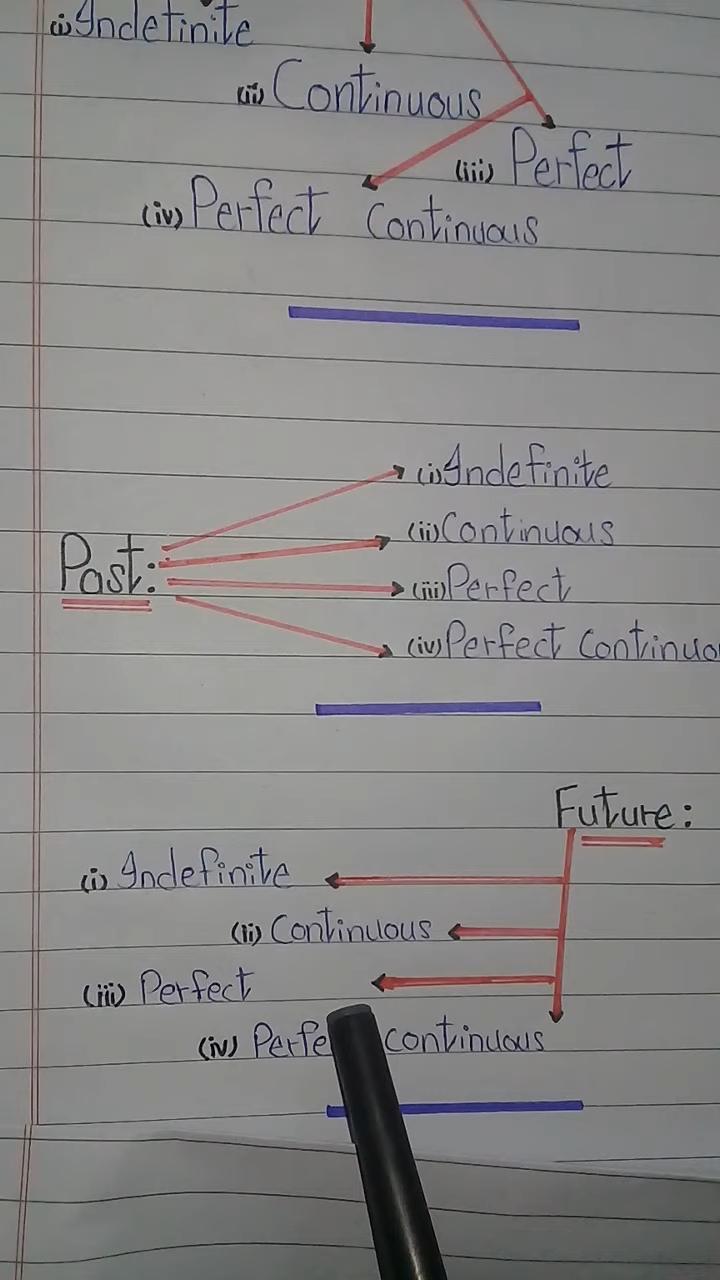 (i) Indefinite
(ii) Continuous
(iii) Perfect
(iv) Perfect Continuous
Past:
(i) Indefinite
(ii) Continuous
(iii) Perfect
(iv) Perfect Continuo
Future:
(i) Indefinite
(ii) Continuous
(iii) Perfect
(iv) Perfe continuous